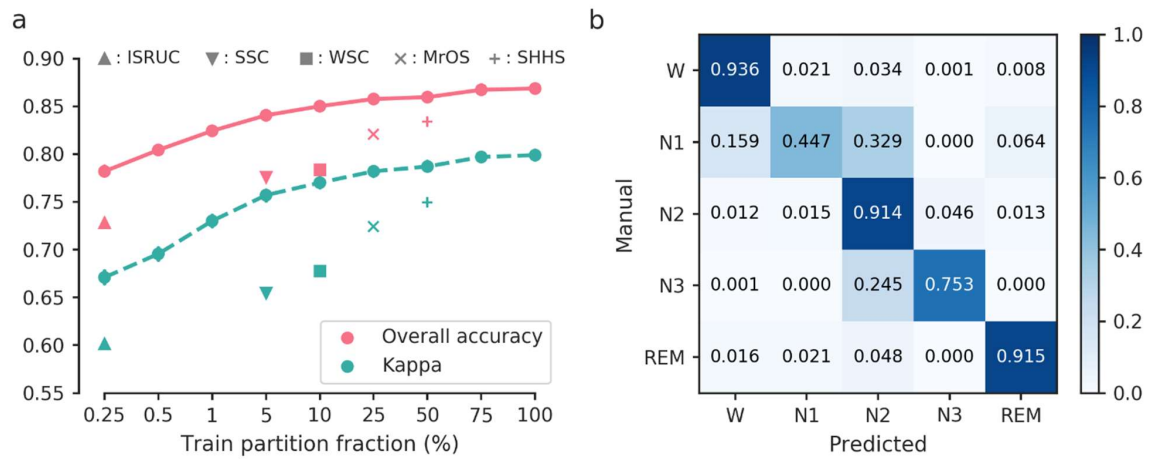 a
▲ : ISRUC ▼ : SSC ■ : WSC × : MrOS + : SHHS
0.90
0.85
0.80
0.75
0.70
0.65
0.60
0.55
Overall accuracy
Kappa
0.25 0.5 1 5 10 25 50 75 100
Train partition fraction (%)
b
Manual
W 0.936 0.021 0.034 0.001 0.008
N1 0.159 0.447 0.329 0.000 0.064
N2 0.012 0.015 0.914 0.046 0.013
N3 0.001 0.000 0.245 0.753 0.000
REM 0.016 0.021 0.048 0.000 0.915
W N1 N2 N3 REM
Predicted
1.0
0.8
0.6
0.4
0.2
0.0